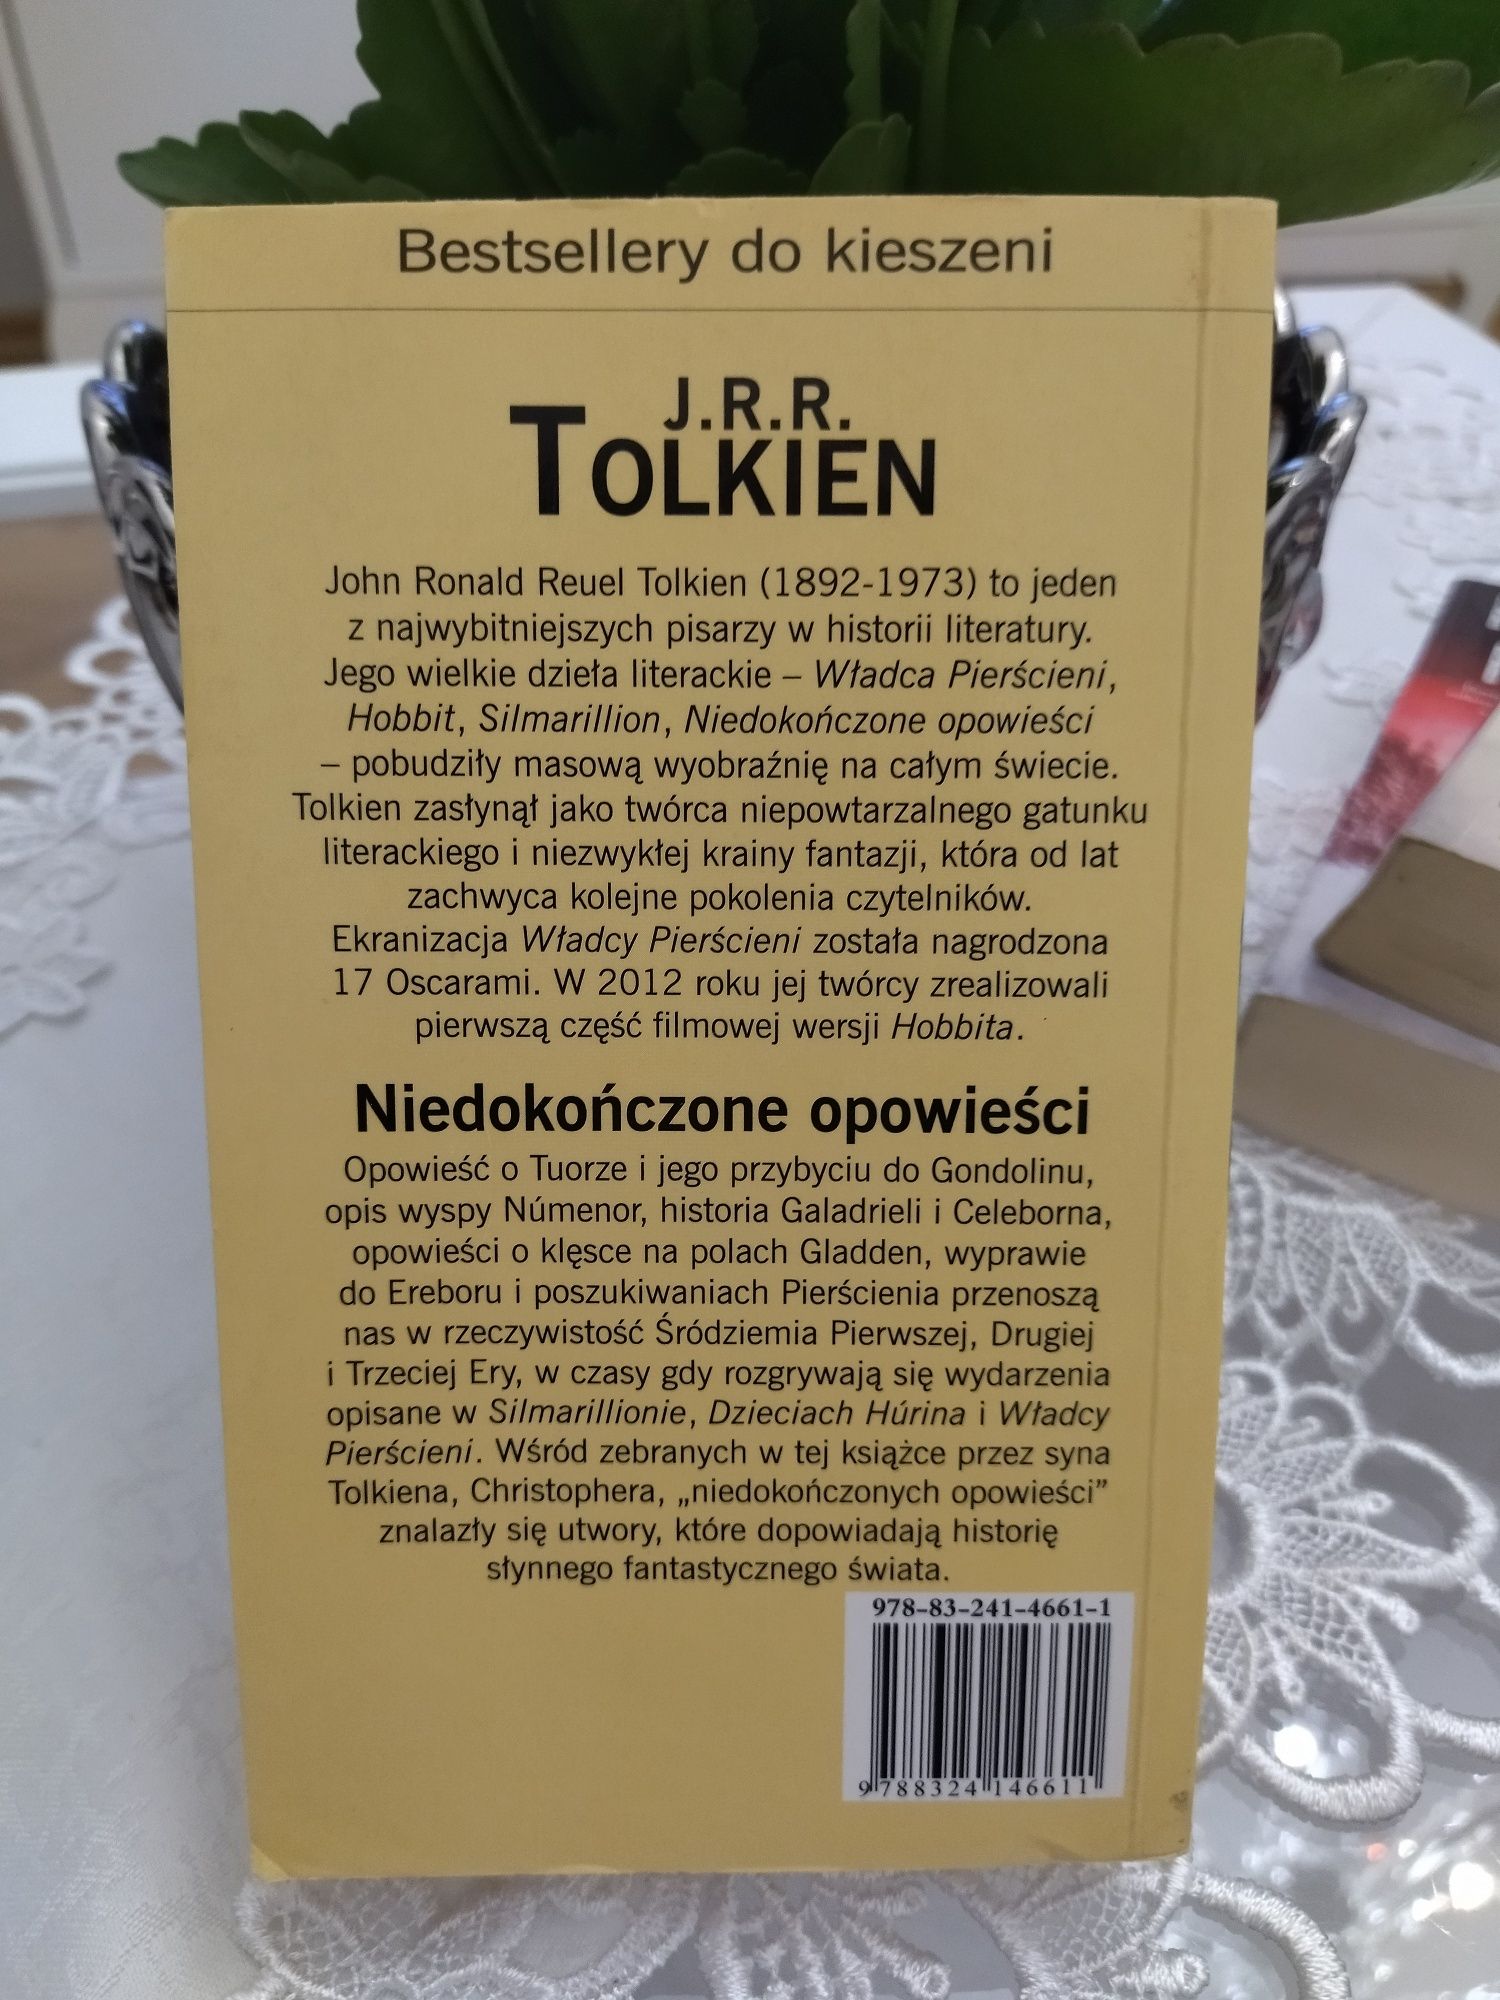 Bestsellery do kieszeni
J.R.R.
TOLKIEN
John Ronald Reuel Tolkien (1892-1973) to jeden
z najwybitniejszych pisarzy w historii literatury.
Jego wielkie dzieła literackie – Władca Pierścieni,
Hobbit, Silmarillion, Niedokończone opowieści
– pobudziły masową wyobraźnię na całym świecie.
Tolkien zasłynął jako twórca niepowtarzalnego gatunku
literackiego i niezwykłej krainy fantazji, która od lat
zachwyca kolejne pokolenia czytelników.
Ekranizacja Władcy Pierścieni została nagrodzona
17 Oscarami. W 2012 roku jej twórcy zrealizowali
pierwszą część filmowej wersji Hobbita.
Niedokończone opowieści
Opowieść o Tuorze i jego przybyciu do Gondolinu,
opis wyspy Númenor, historia Galadrieli i Celeborna,
opowieści o klęsce na polach Gladden, wyprawie
do Ereboru i poszukiwaniach Pierścienia przenoszą
nas w rzeczywistość Śródziemia Pierwszej, Drugiej
i Trzeciej Ery, w czasy gdy rozgrywają się wydarzenia
opisane w Silmarillionie, Dzieciach Húrina i Władcy
Pierścieni. Wśród zebranych w tej książce przez syna
Tolkiena, Christophera, „niedokończonych opowieści”
znalazły się utwory, które dopowiadają historię
słynnego fantastycznego świata.
978-83-241-4661-1
9 788324 146611